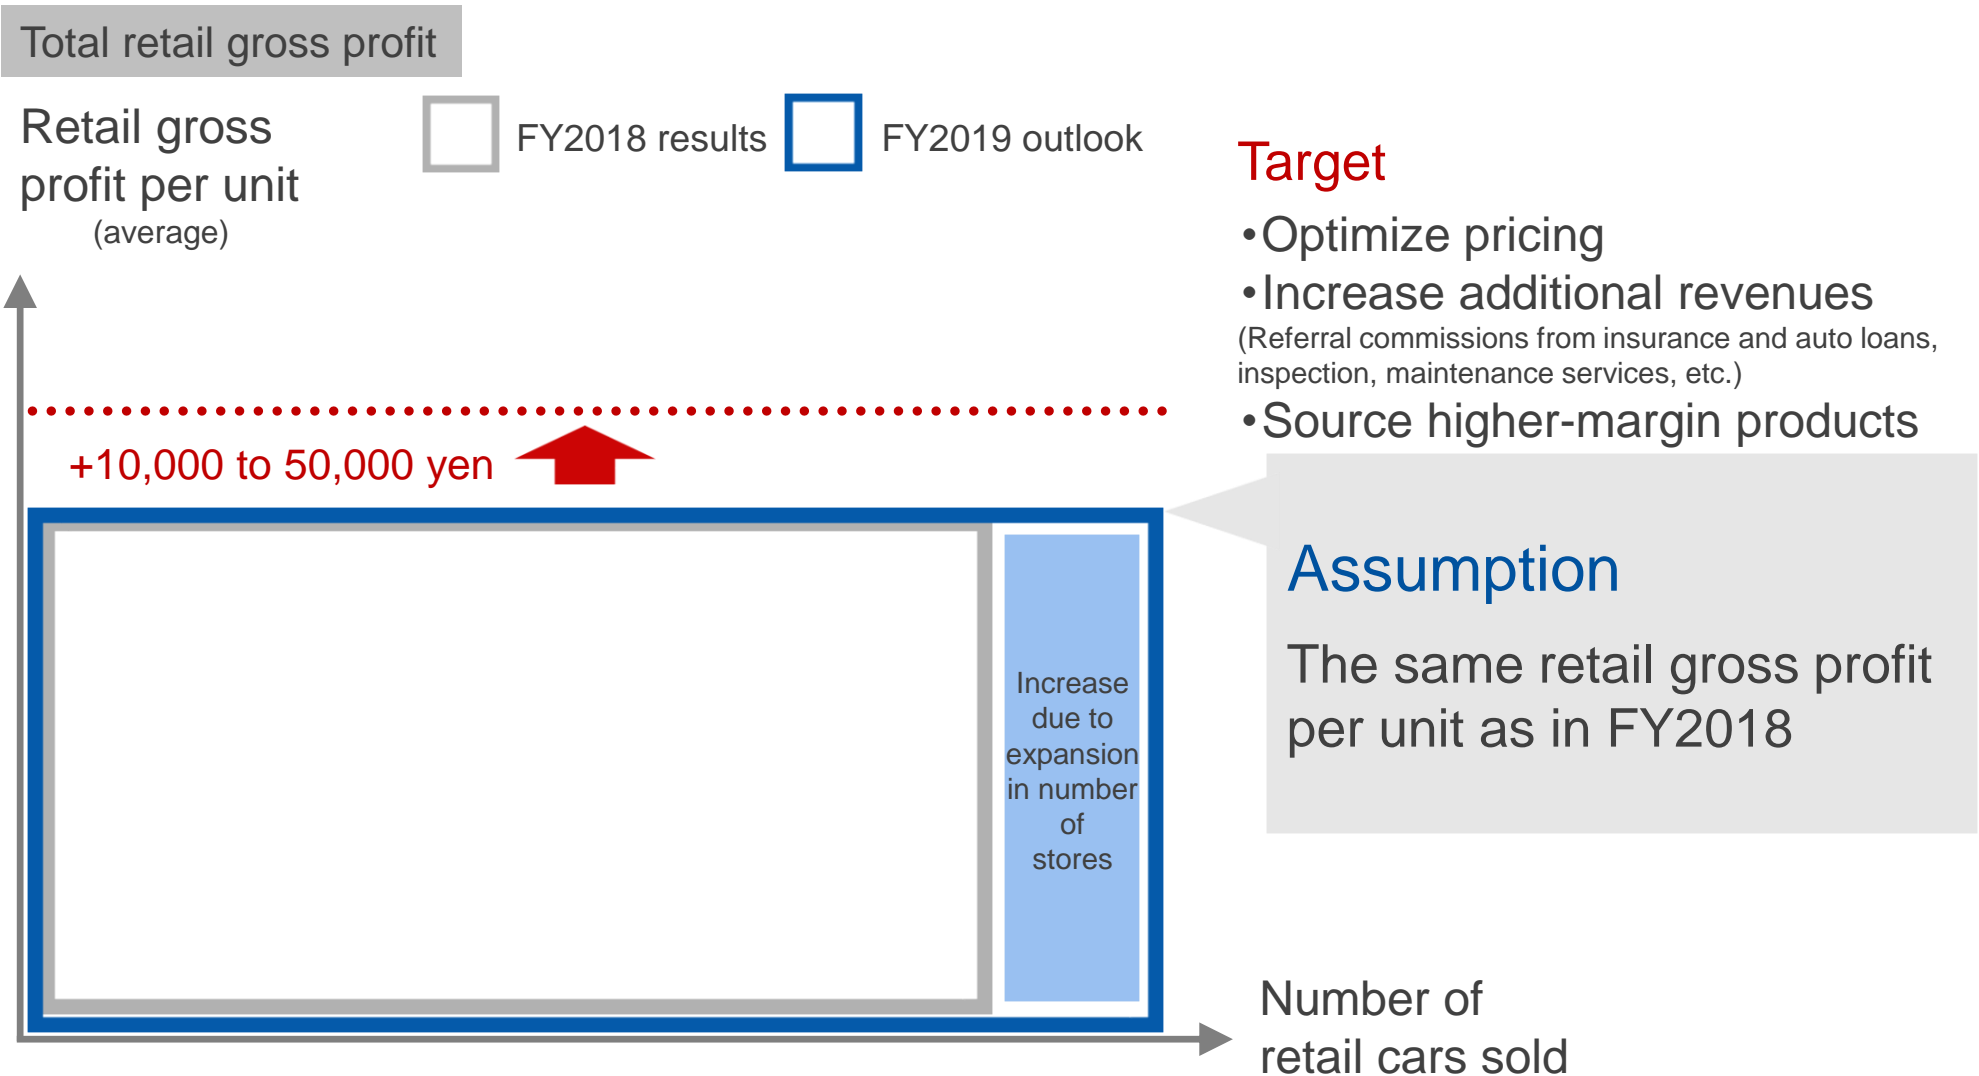 Total retail gross profit
Retail gross
profit per unit
(average)
FY2018 results
FY2019 outlook
Target
•Optimize pricing
•Increase additional revenues
(Referral commissions from insurance and auto loans,
inspection, maintenance services, etc.)
•Source higher-margin products
+10,000 to 50,000 yen
Assumption
The same retail gross profit
per unit as in FY2018
Increase
due to
expansion
in number
of
stores
Number of
retail cars sold